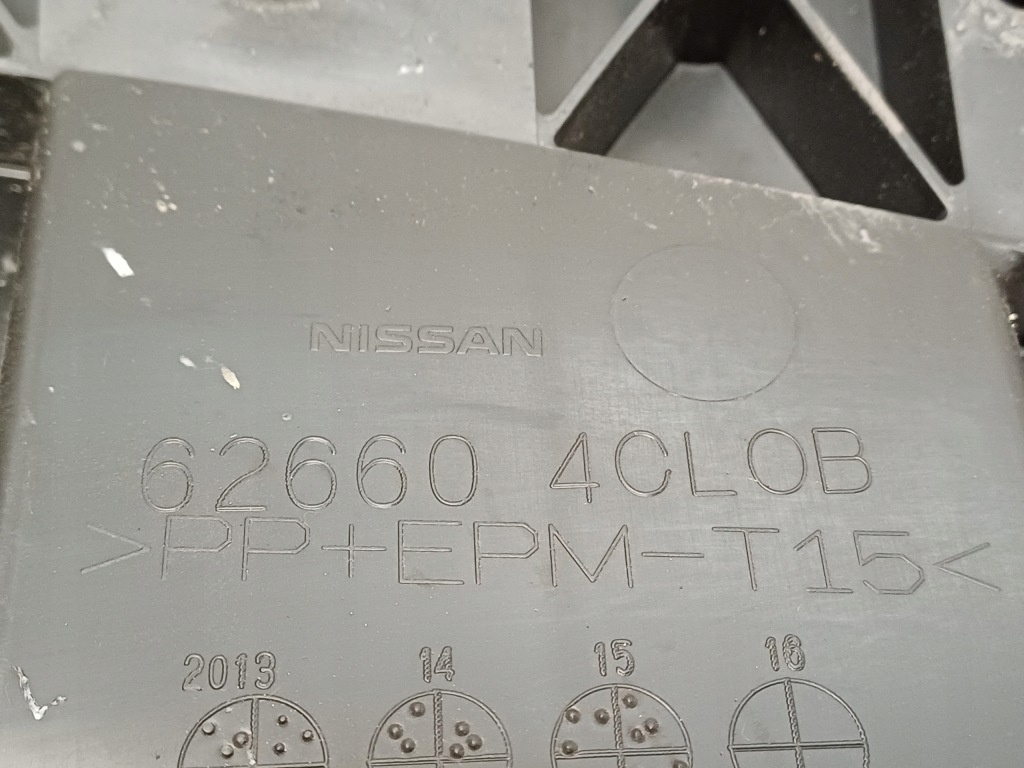 NISSAN
62660 4CL0B
>PP+EPM-T15<
2013 14 15 16